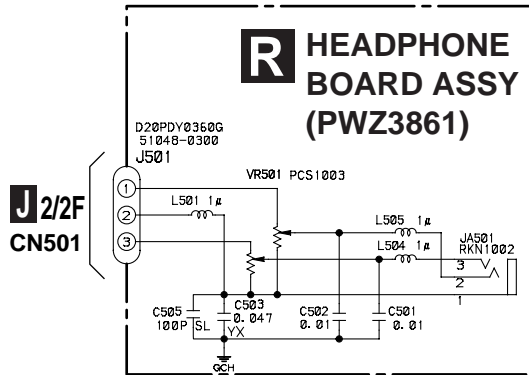 R HEADPHONE
BOARD ASSY
(PWZ3861)
D20PDY0360G
51048-0300
J501
J 2/2F
CN501
1
2
3
L501 1μ
VR501 PCS1003
L505 1μ
L504 1μ
JA501
RKN1002
3
2
1
C505
100P SL
C503
0.047
YX
C502
0.01
C501
0.01
GCH